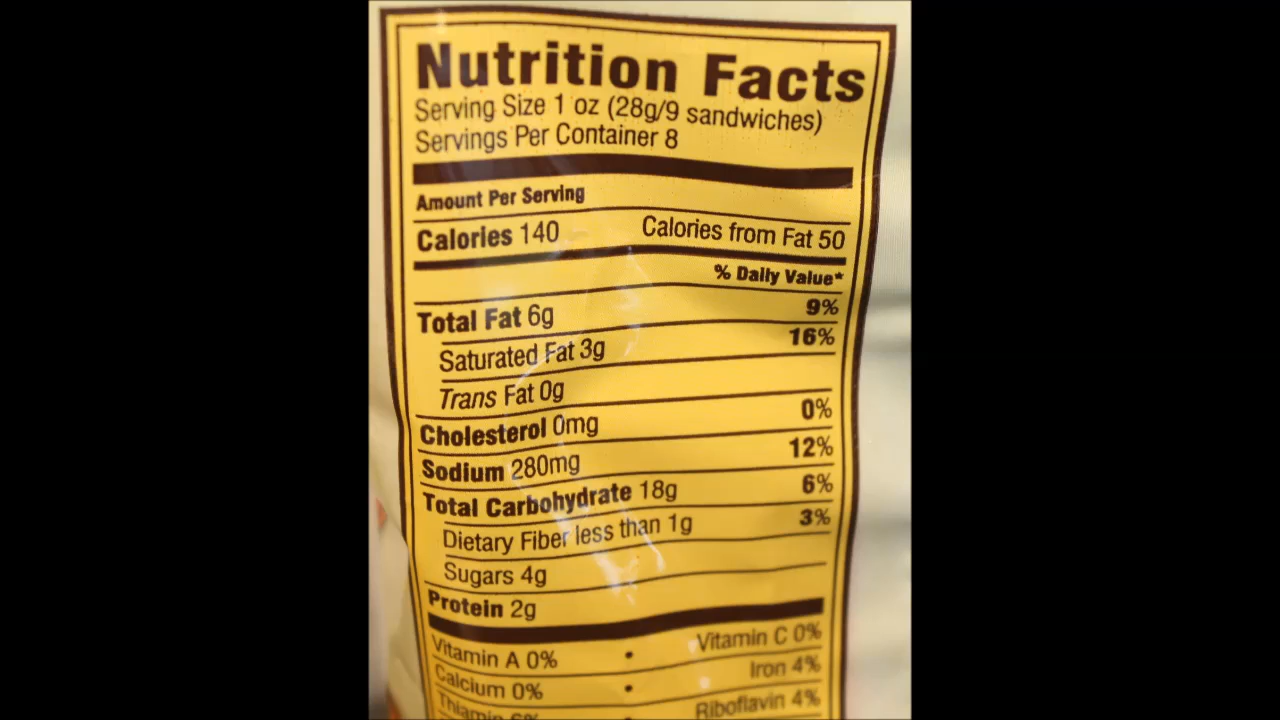 Nutrition Facts
Serving Size 1 oz (28g/9 sandwiches)
Servings Per Container 8
Amount Per Serving
Calories 140 Calories from Fat 50
% Daily Value*
Total Fat 6g 9%
Saturated Fat 3g 16%
Trans Fat 0g
Cholesterol 0mg 0%
Sodium 280mg 12%
Total Carbohydrate 18g 6%
Dietary Fiber less than 1g 3%
Sugars 4g
Protein 2g
Vitamin A 0% • Vitamin C 0%
Calcium 0% • Iron 4%
Thiamin 6% • Riboflavin 4%